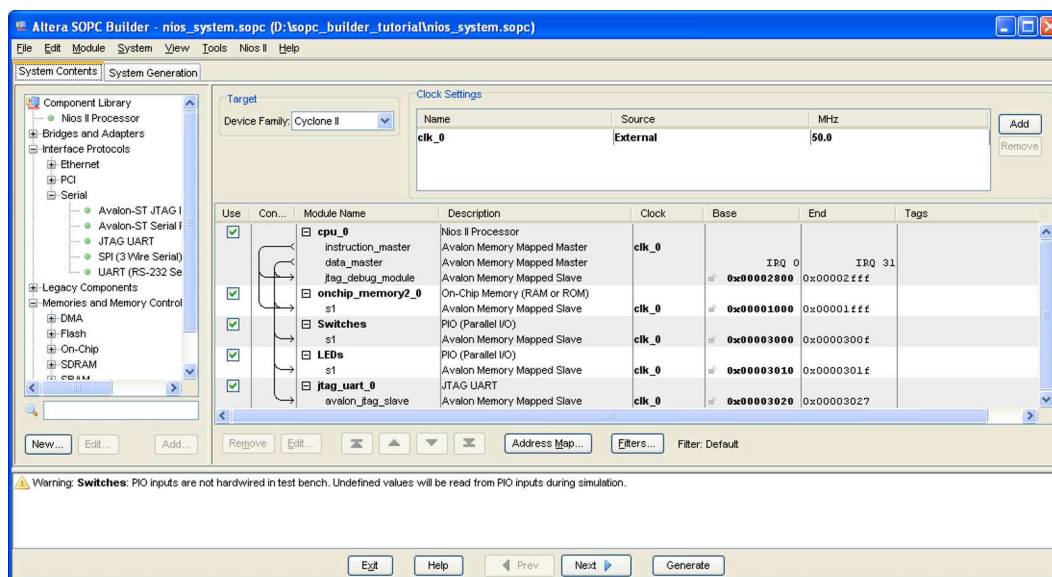 Altera SOPC Builder - nios_system.sopc (D:\sopc_builder_tutorial\nios_system.sopc)
File Edit Module System View Tools Nios II Help
System Contents System Generation
Component Library
Nios II Processor
Bridges and Adapters
Interface Protocols
Ethernet
PCI
Serial
Avalon-ST JTAG I
Avalon-ST Serial F
JTAG UART
SPI (3 Wire Serial)
UART (RS-232 Se
Legacy Components
Memories and Memory Control
DMA
Flash
On-Chip
SDRAM
SRAM
New... Edit... Add...
Target
Device Family: Cyclone II
Clock Settings
Name Source MHz
clk_0 External 50.0
Add
Remove
Use Con... Module Name Description Clock Base End Tags
cpu_0 Nios II Processor
instruction_master Avalon Memory Mapped Master clk_0
data_master Avalon Memory Mapped Master IRQ 0 IRQ 31
jtag_debug_module Avalon Memory Mapped Slave 0x00002800 0x00002fff
onchip_memory2_0 On-Chip Memory (RAM or ROM)
s1 Avalon Memory Mapped Slave clk_0 0x00001000 0x00001fff
Switches PIO (Parallel I/O)
s1 Avalon Memory Mapped Slave clk_0 0x00003000 0x0000300f
LEDs PIO (Parallel I/O)
s1 Avalon Memory Mapped Slave clk_0 0x00003010 0x0000301f
jtag_uart_0 JTAG UART
avalon_jtag_slave Avalon Memory Mapped Slave clk_0 0x00003020 0x00003027
Remove Edit... Address Map... Filters... Filter: Default
Warning: Switches: PIO inputs are not hardwired in test bench. Undefined values will be read from PIO inputs during simulation.
Exit Help Prev Next Generate